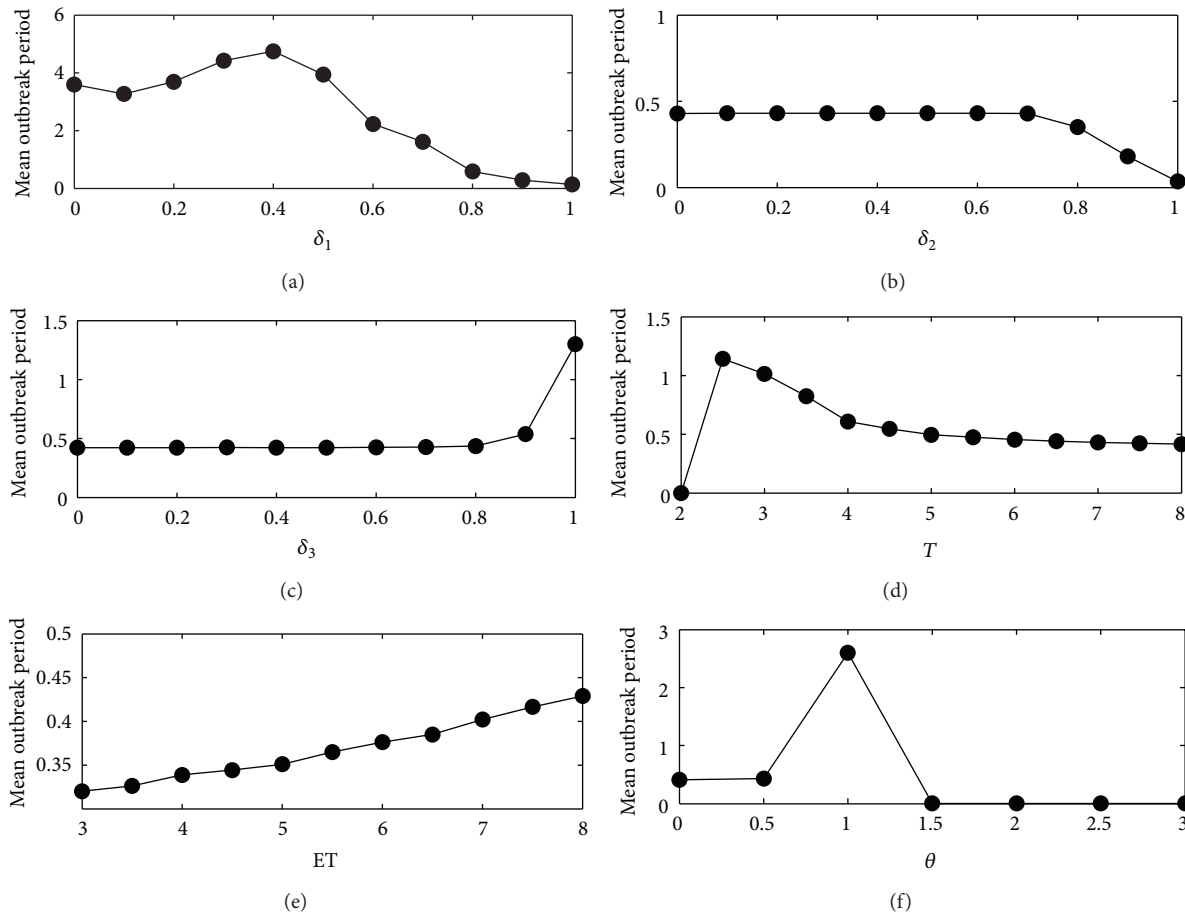 Mean outbreak period
6
4
2
0
0 0.2 0.4 0.6 0.8 1
δ1
(a)
Mean outbreak period
1
0.5
0
0 0.2 0.4 0.6 0.8 1
δ2
(b)
Mean outbreak period
1.5
1
0.5
0
0 0.2 0.4 0.6 0.8 1
δ3
(c)
Mean outbreak period
1.5
1
0.5
0
2 3 4 5 6 7 8
T
(d)
Mean outbreak period
0.5
0.45
0.4
0.35
3 4 5 6 7 8
ET
(e)
Mean outbreak period
3
2
1
0
0 0.5 1 1.5 2 2.5 3
θ
(f)